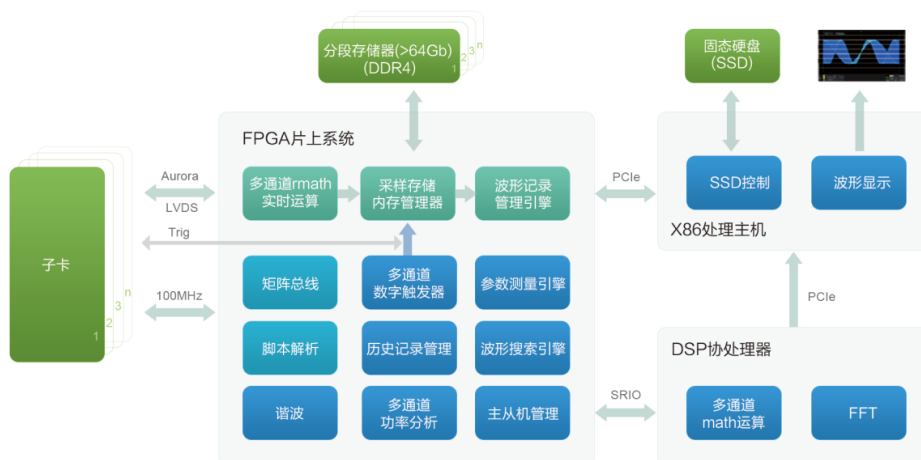 分段存储器(>64Gb)
(DDR4)
1
2
3
n
固态硬盘
(SSD)
FPGA片上系统
多通道rmath
实时运算
采样存储
内存管理器
波形记录
管理引擎
Aurora
LVDS
Trig
100MHz
子卡
1
2
3
n
矩阵总线
多通道
数字触发器
参数测量引擎
脚本解析
历史记录管理
波形搜索引擎
谐波
多通道
功率分析
主从机管理
PCIe
SSD控制
波形显示
X86处理主机
PCIe
DSP协处理器
SRIO
多通道
math运算
FFT